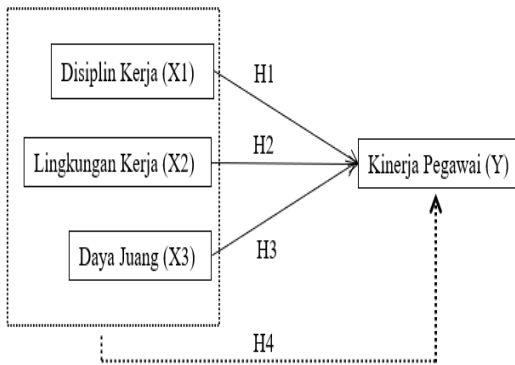 Disiplin Kerja (X1)
H1
H2
Lingkungan Kerja (X2)
Kinerja Pegawai (Y)
Daya Juang (X3)
H3
H4